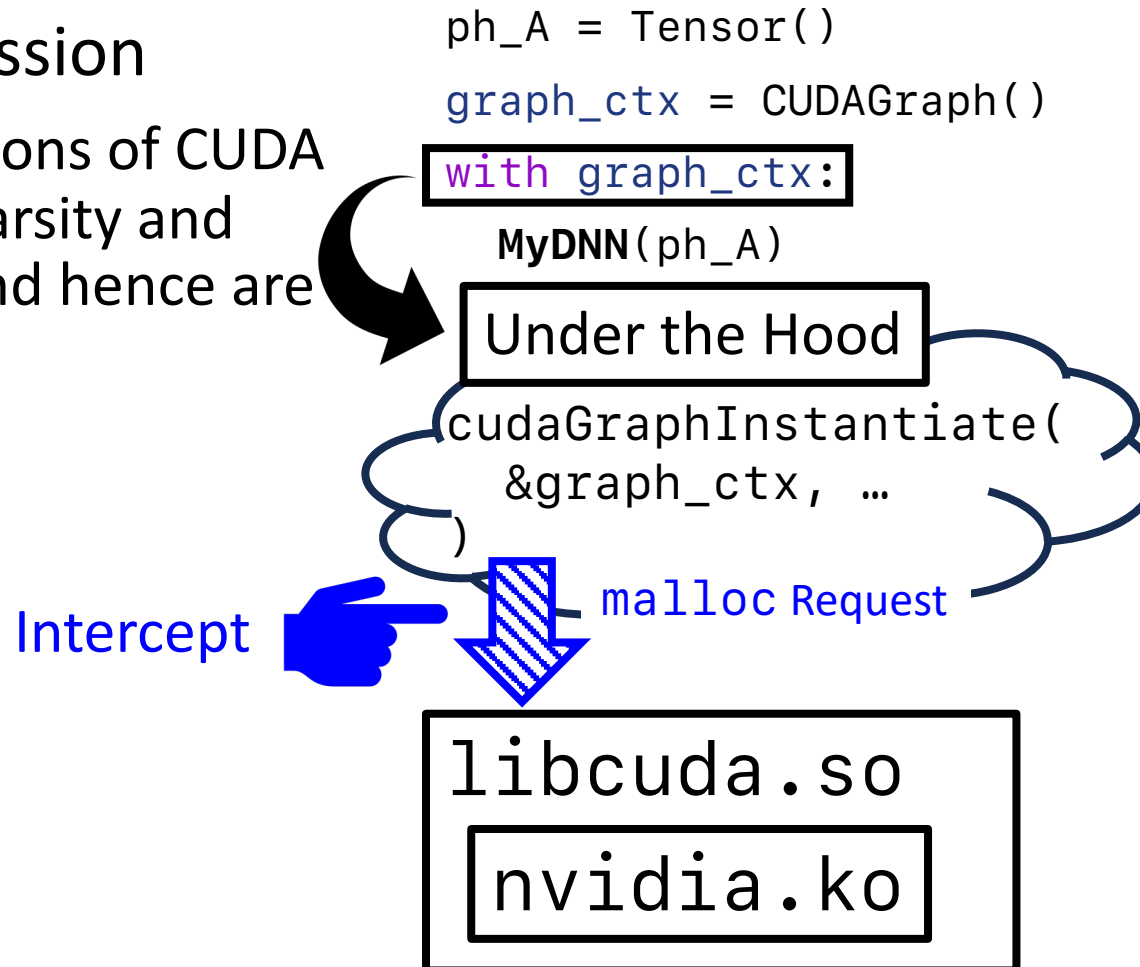 ssion
ons of CUDA
arsity and
nd hence are
ph_A = Tensor()
graph_ctx = CUDAGraph()
with graph_ctx:
MyDNN(ph_A)
Under the Hood
cudaGraphInstantiate(
&graph_ctx, …
)
malloc Request
Intercept
libcuda.so
nvidia.ko